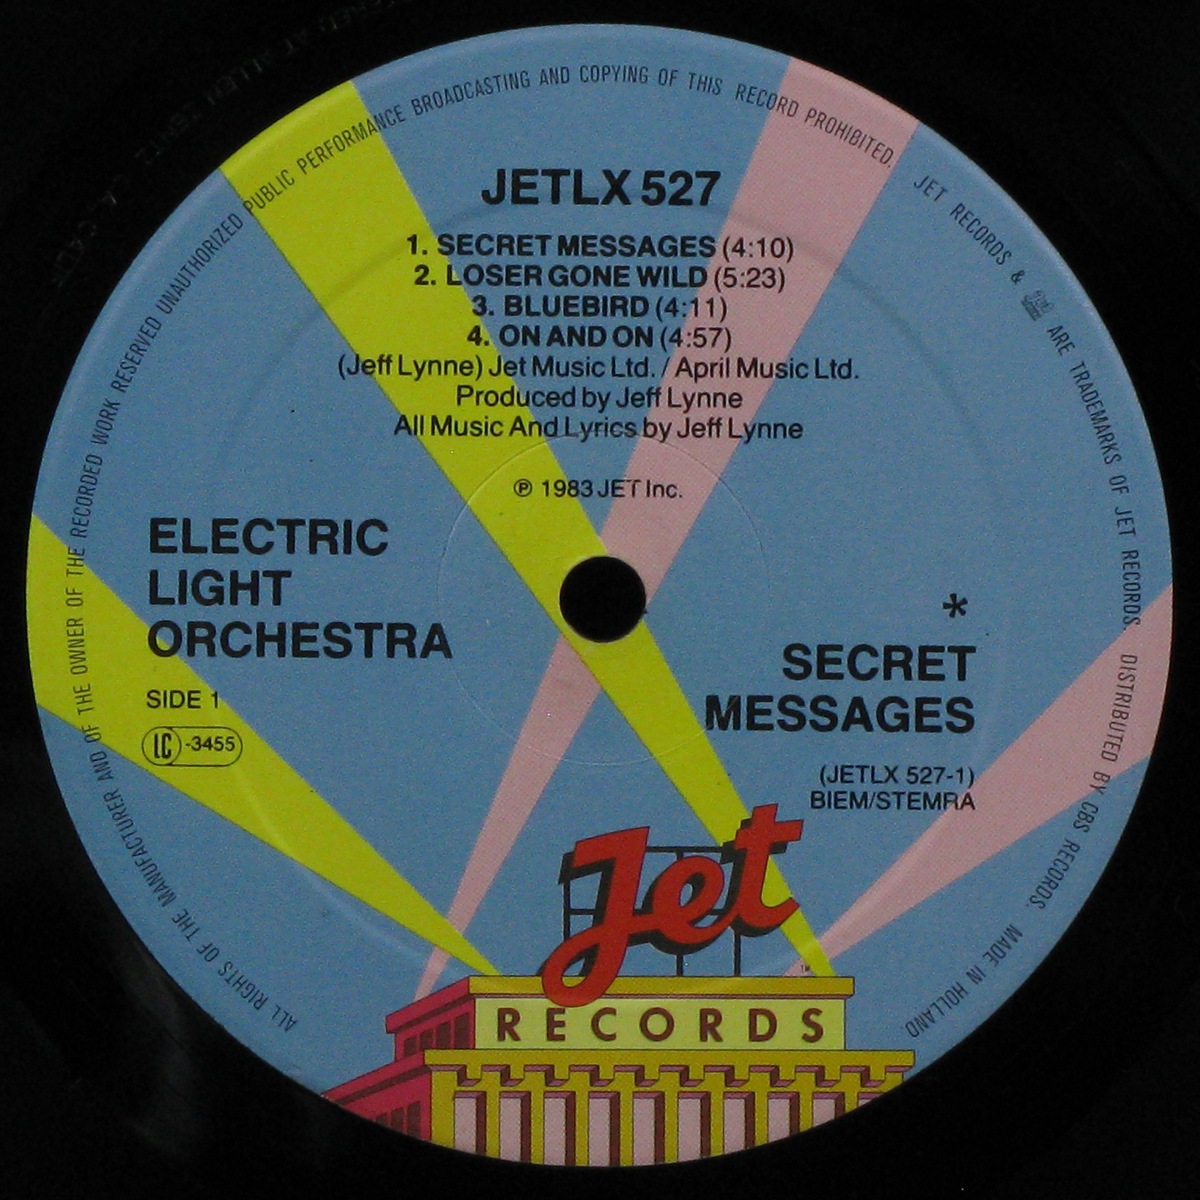 JETLX 527
1. SECRET MESSAGES (4:10)
2. LOSER GONE WILD (5:23)
3. BLUEBIRD (4:11)
4. ON AND ON (4:57)
(Jeff Lynne) Jet Music Ltd. / April Music Ltd.
Produced by Jeff Lynne
All Music And Lyrics by Jeff Lynne
℗ 1983 JET Inc.
ELECTRIC
LIGHT
ORCHESTRA
SIDE 1
LC -3455
*
SECRET
MESSAGES
(JETLX 527-1)
BIEM/STEMRA
Jet
TM
RECORDS
ALL RIGHTS OF THE MANUFACTURER AND OF THE OWNER OF THE RECORDED WORK RESERVED UNAUTHORIZED PUBLIC PERFORMANCE BROADCASTING AND COPYING OF THIS RECORD PROHIBITED.
JET RECORDS & ARE TRADEMARKS OF JET RECORDS. DISTRIBUTED BY CBS RECORDS. MADE IN HOLLAND.